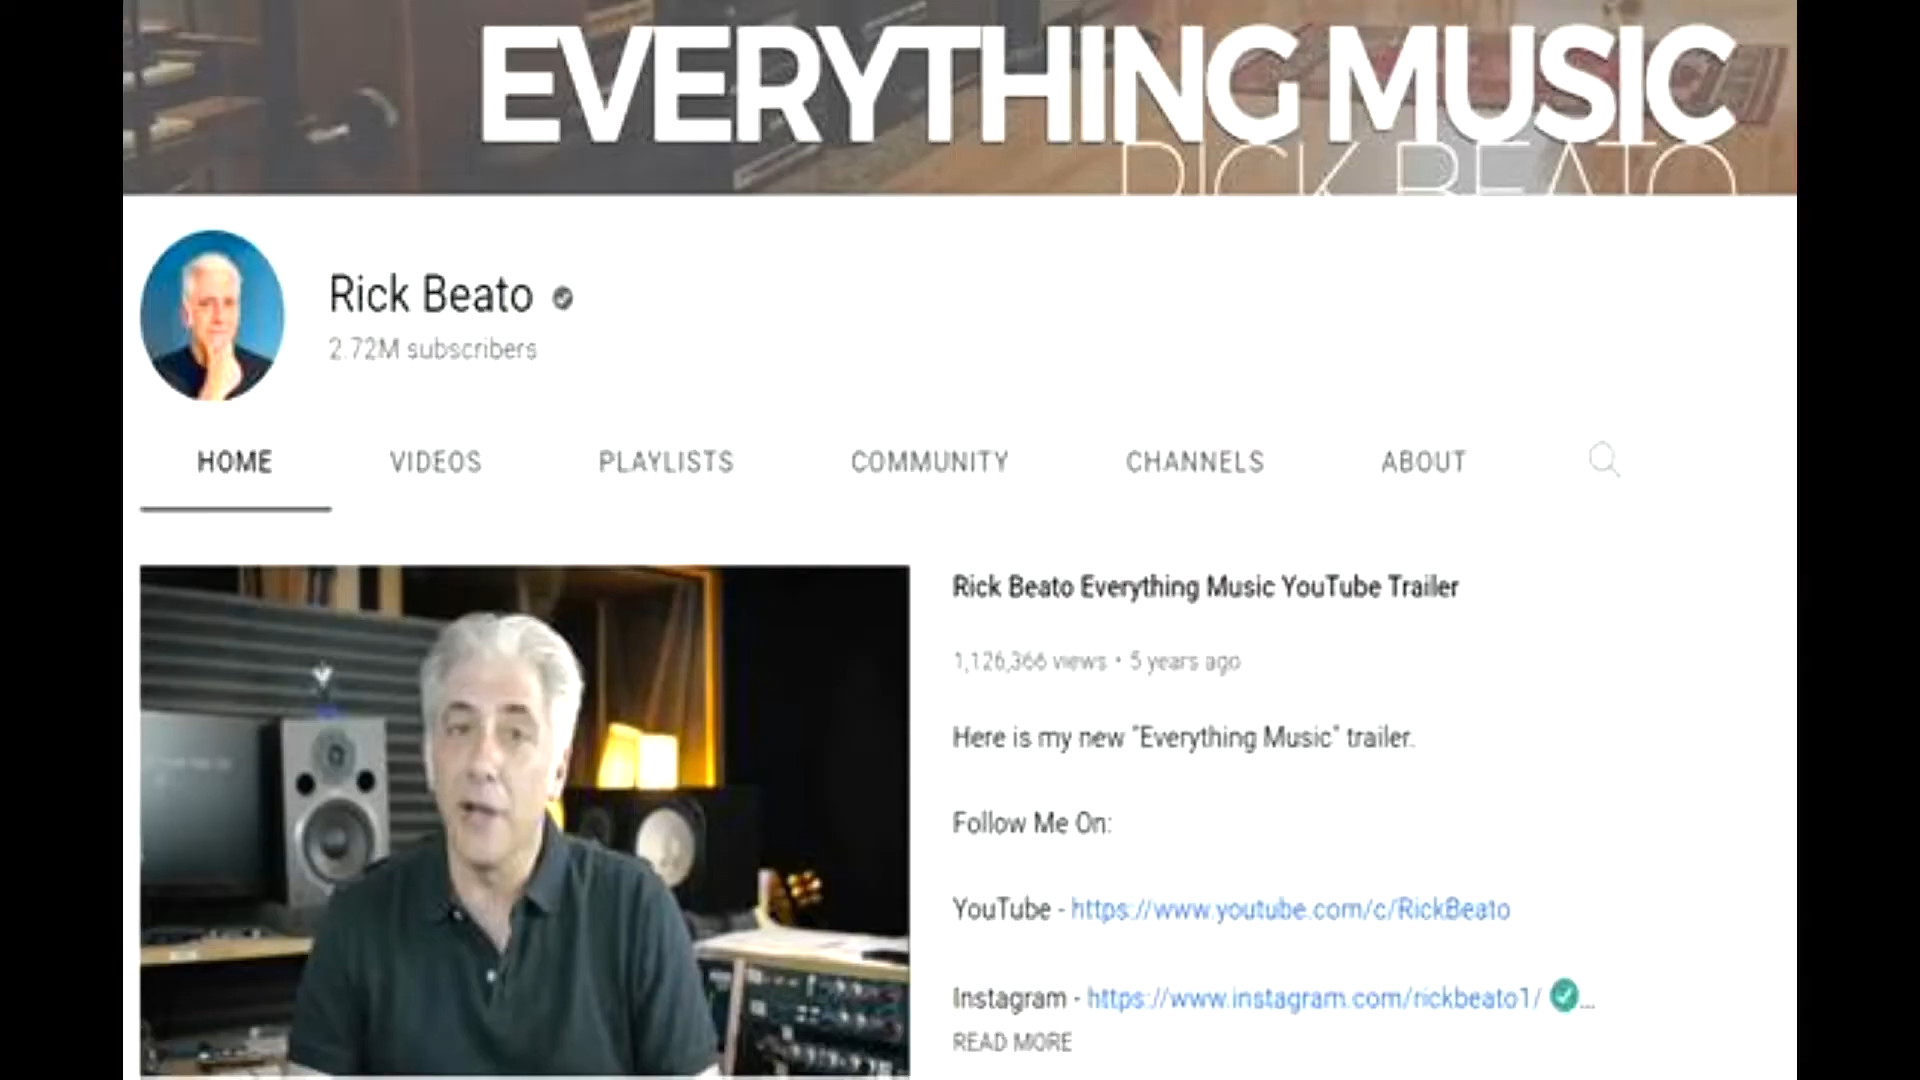 EVERYTHING MUSIC
RICK BEATO
Rick Beato
2.72M subscribers
HOME VIDEOS PLAYLISTS COMMUNITY CHANNELS ABOUT
Rick Beato Everything Music YouTube Trailer
1,126,366 views • 5 years ago
Here is my new "Everything Music" trailer.
Follow Me On:
YouTube - https://www.youtube.com/c/RickBeato
Instagram - https://www.instagram.com/rickbeato1/ ✅...
READ MORE